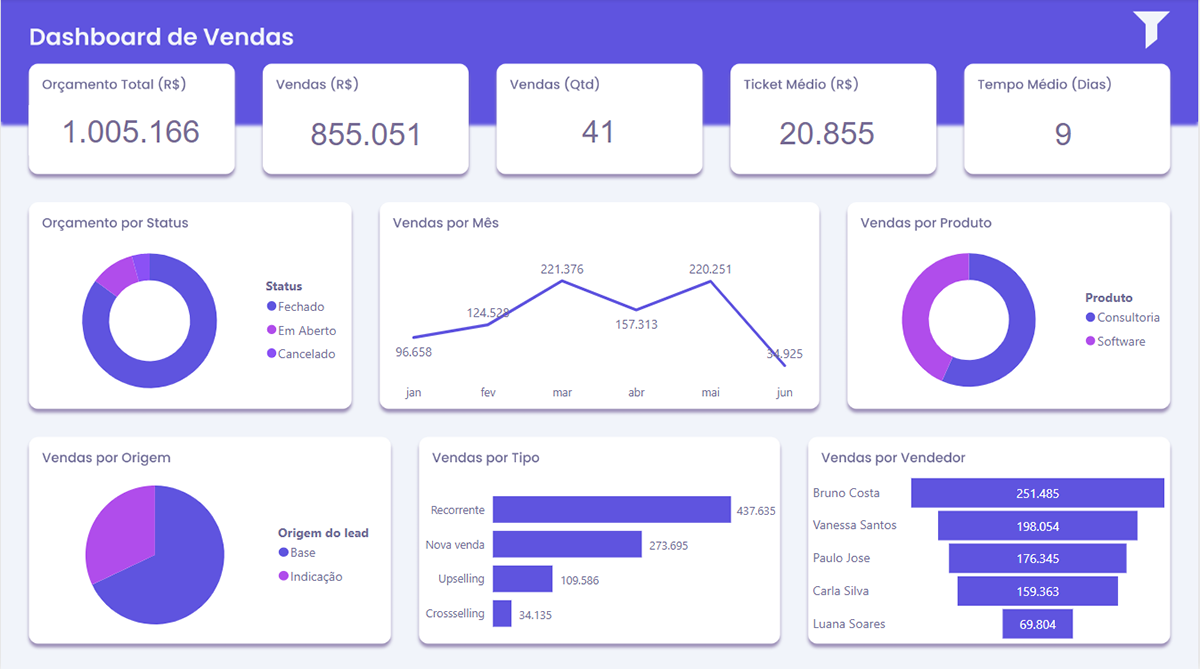 Dashboard de Vendas
Orçamento Total (R$)
1.005.166
Vendas (R$)
855.051
Vendas (Qtd)
41
Ticket Médio (R$)
20.855
Tempo Médio (Dias)
9
Orçamento por Status
Status
Fechado
Em Aberto
Cancelado
Vendas por Mês
96.658
124.528
221.376
157.313
220.251
34.925
jan
fev
mar
abr
mai
jun
Vendas por Produto
Produto
Consultoria
Software
Vendas por Origem
Origem do lead
Base
Indicação
Vendas por Tipo
Recorrente 437.635
Nova venda 273.695
Upselling 109.586
Crossselling 34.135
Vendas por Vendedor
Bruno Costa 251.485
Vanessa Santos 198.054
Paulo Jose 176.345
Carla Silva 159.363
Luana Soares 69.804